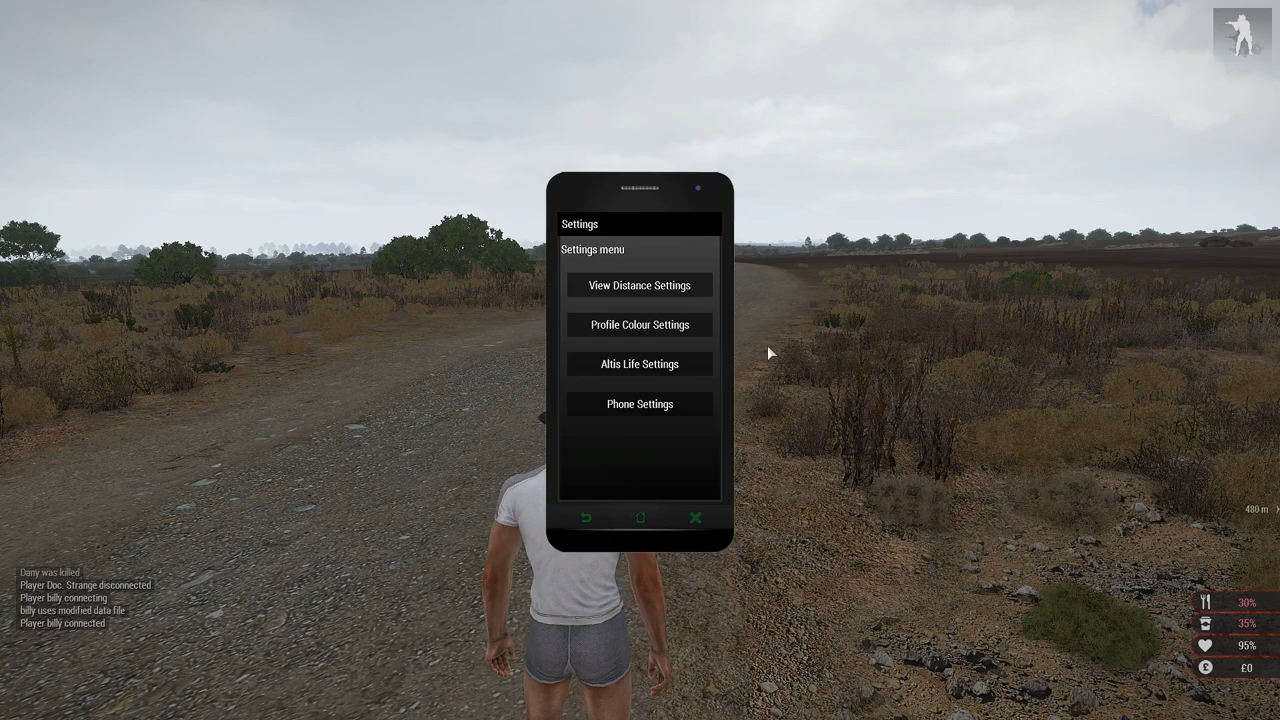 Settings
Settings menu
View Distance Settings
Profile Colour Settings
Altis Life Settings
Phone Settings
480 m
Dany was killed
Player Doc. Strange disconnected
Player billy connecting
billy uses modified data file
Player billy connected
30%
35%
95%
£0